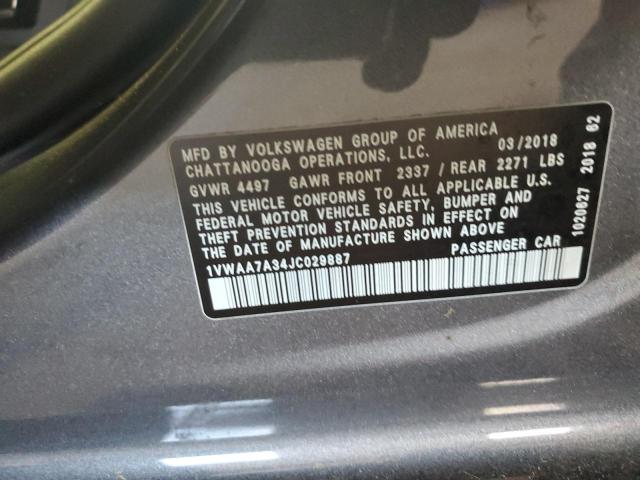 MFD BY VOLKSWAGEN GROUP OF AMERICA
CHATTANOOGA OPERATIONS, LLC. 03/2018
GVWR 4497 GAWR FRONT 2337 / REAR 2271 LBS
THIS VEHICLE CONFORMS TO ALL APPLICABLE U.S.
FEDERAL MOTOR VEHICLE SAFETY, BUMPER AND
THEFT PREVENTION STANDARDS IN EFFECT ON
THE DATE OF MANUFACTURE SHOWN ABOVE
1VWAA7A34JC029887 PASSENGER CAR
1020627 2018 62